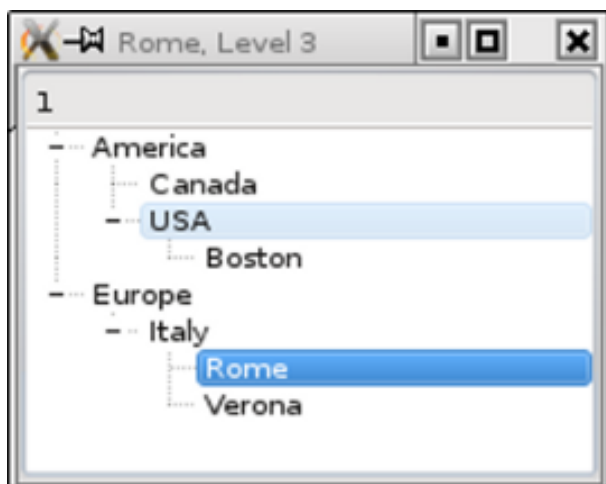 Rome, Level 3
1
America
Canada
USA
Boston
Europe
Italy
Rome
Verona